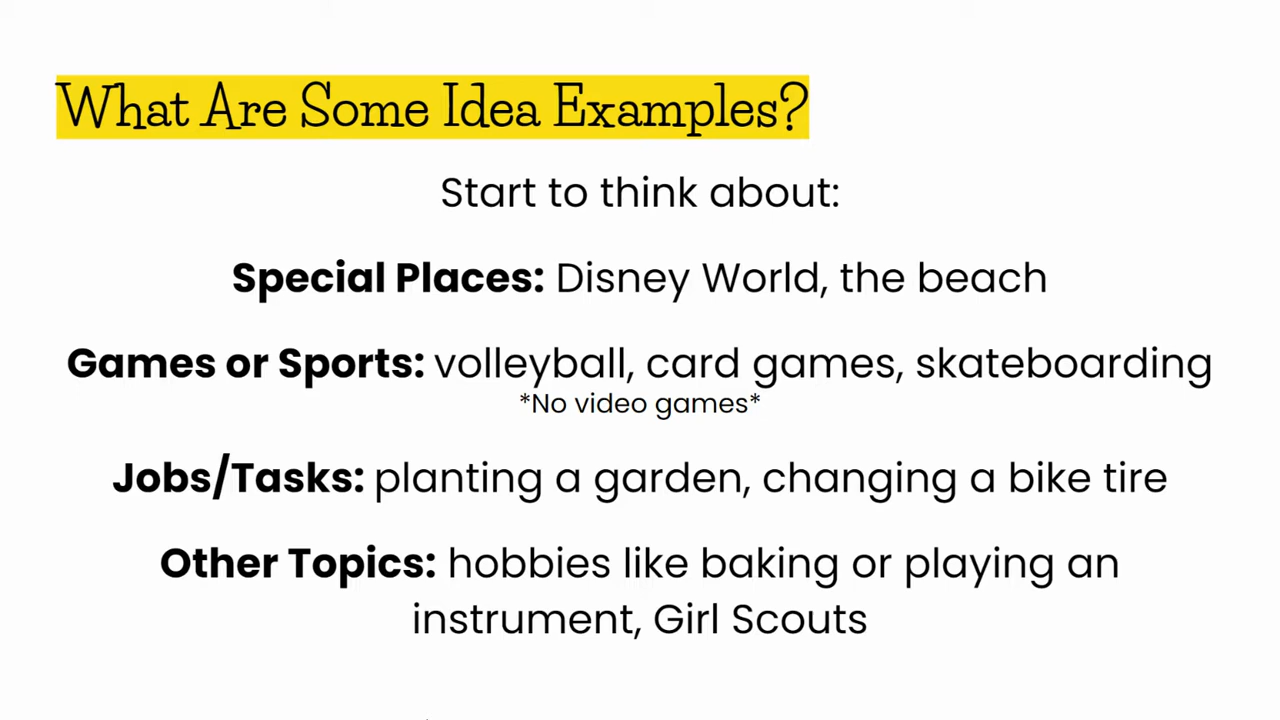 What Are Some Idea Examples?
Start to think about:
Special Places: Disney World, the beach
Games or Sports: volleyball, card games, skateboarding
*No video games*
Jobs/Tasks: planting a garden, changing a bike tire
Other Topics: hobbies like baking or playing an
instrument, Girl Scouts